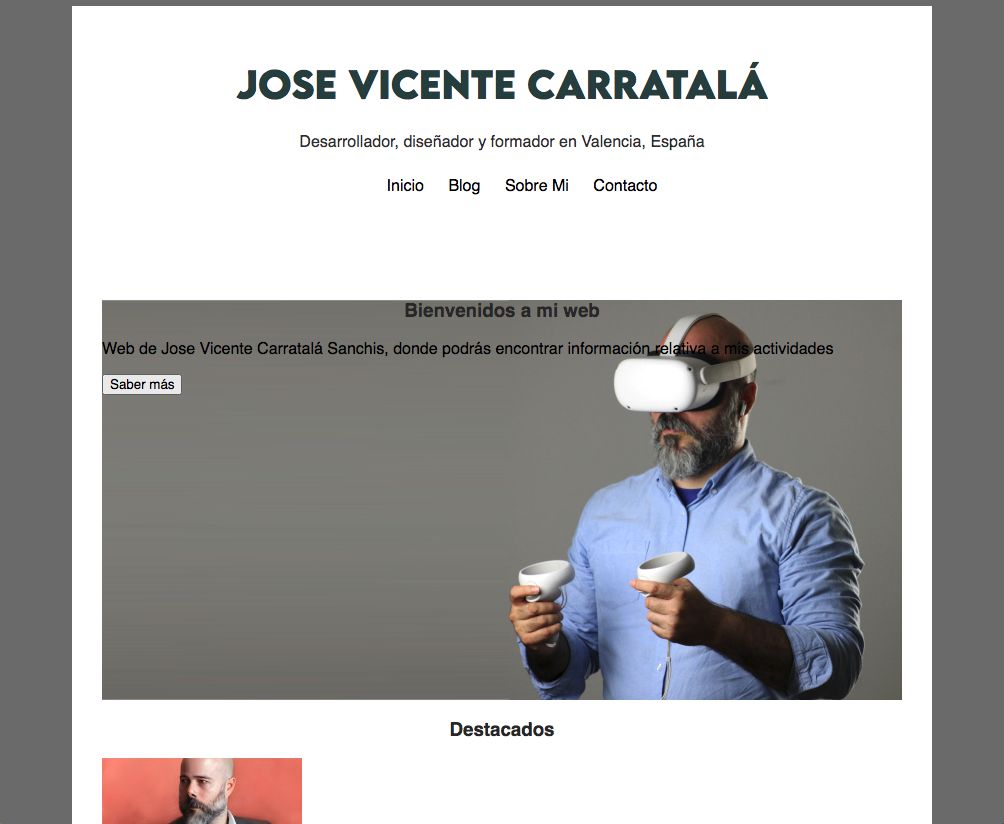 JOSE VICENTE CARRATALÁ
Desarrollador, diseñador y formador en Valencia, España
Inicio Blog Sobre Mi Contacto
Bienvenidos a mi web
Web de Jose Vicente Carratalá Sanchis, donde podrás encontrar información relativa a mis actividades
Saber más
Destacados